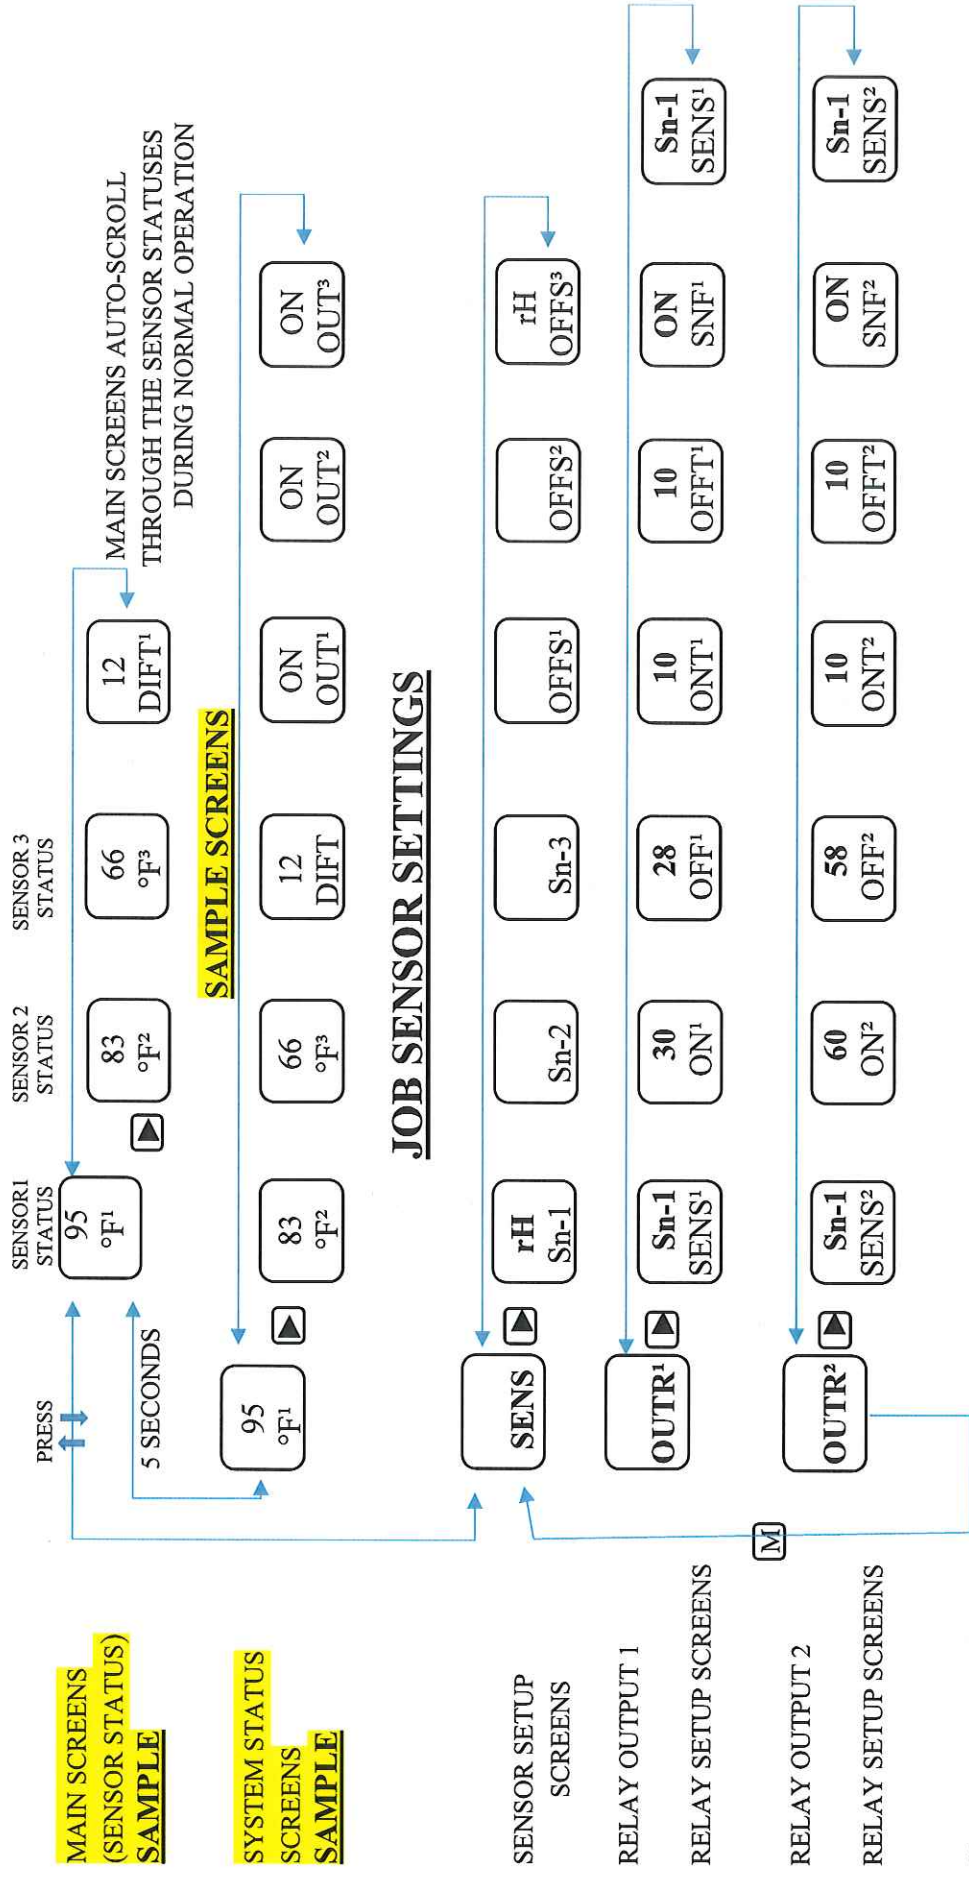 PRESS
SENSOR1
STATUS
SENSOR 2
STATUS
SENSOR 3
STATUS
MAIN SCREENS
(SENSOR STATUS)
SAMPLE
95
°F¹
83
°F²
66
°F³
12
DIFT¹
MAIN SCREENS AUTO-SCROLL
THROUGH THE SENSOR STATUSES
DURING NORMAL OPERATION
5 SECONDS
SAMPLE SCREENS
SYSTEM STATUS
SCREENS
SAMPLE
95
°F¹
83
°F²
66
°F³
12
DIFT
ON
OUT¹
ON
OUT²
ON
OUT³
JOB SENSOR SETTINGS
SENSOR SETUP
SCREENS
SENS
rH
Sn-1
Sn-2
Sn-3
OFFS¹
OFFS²
rH
OFFS³
RELAY OUTPUT 1
RELAY SETUP SCREENS
OUTR¹
Sn-1
SENS¹
30
ON¹
28
OFF¹
10
ONT¹
10
OFFT¹
ON
SNF¹
Sn-1
SENS¹
M
RELAY OUTPUT 2
RELAY SETUP SCREENS
OUTR²
Sn-1
SENS²
60
ON²
58
OFF²
10
ONT²
10
OFFT²
ON
SNF²
Sn-1
SENS²